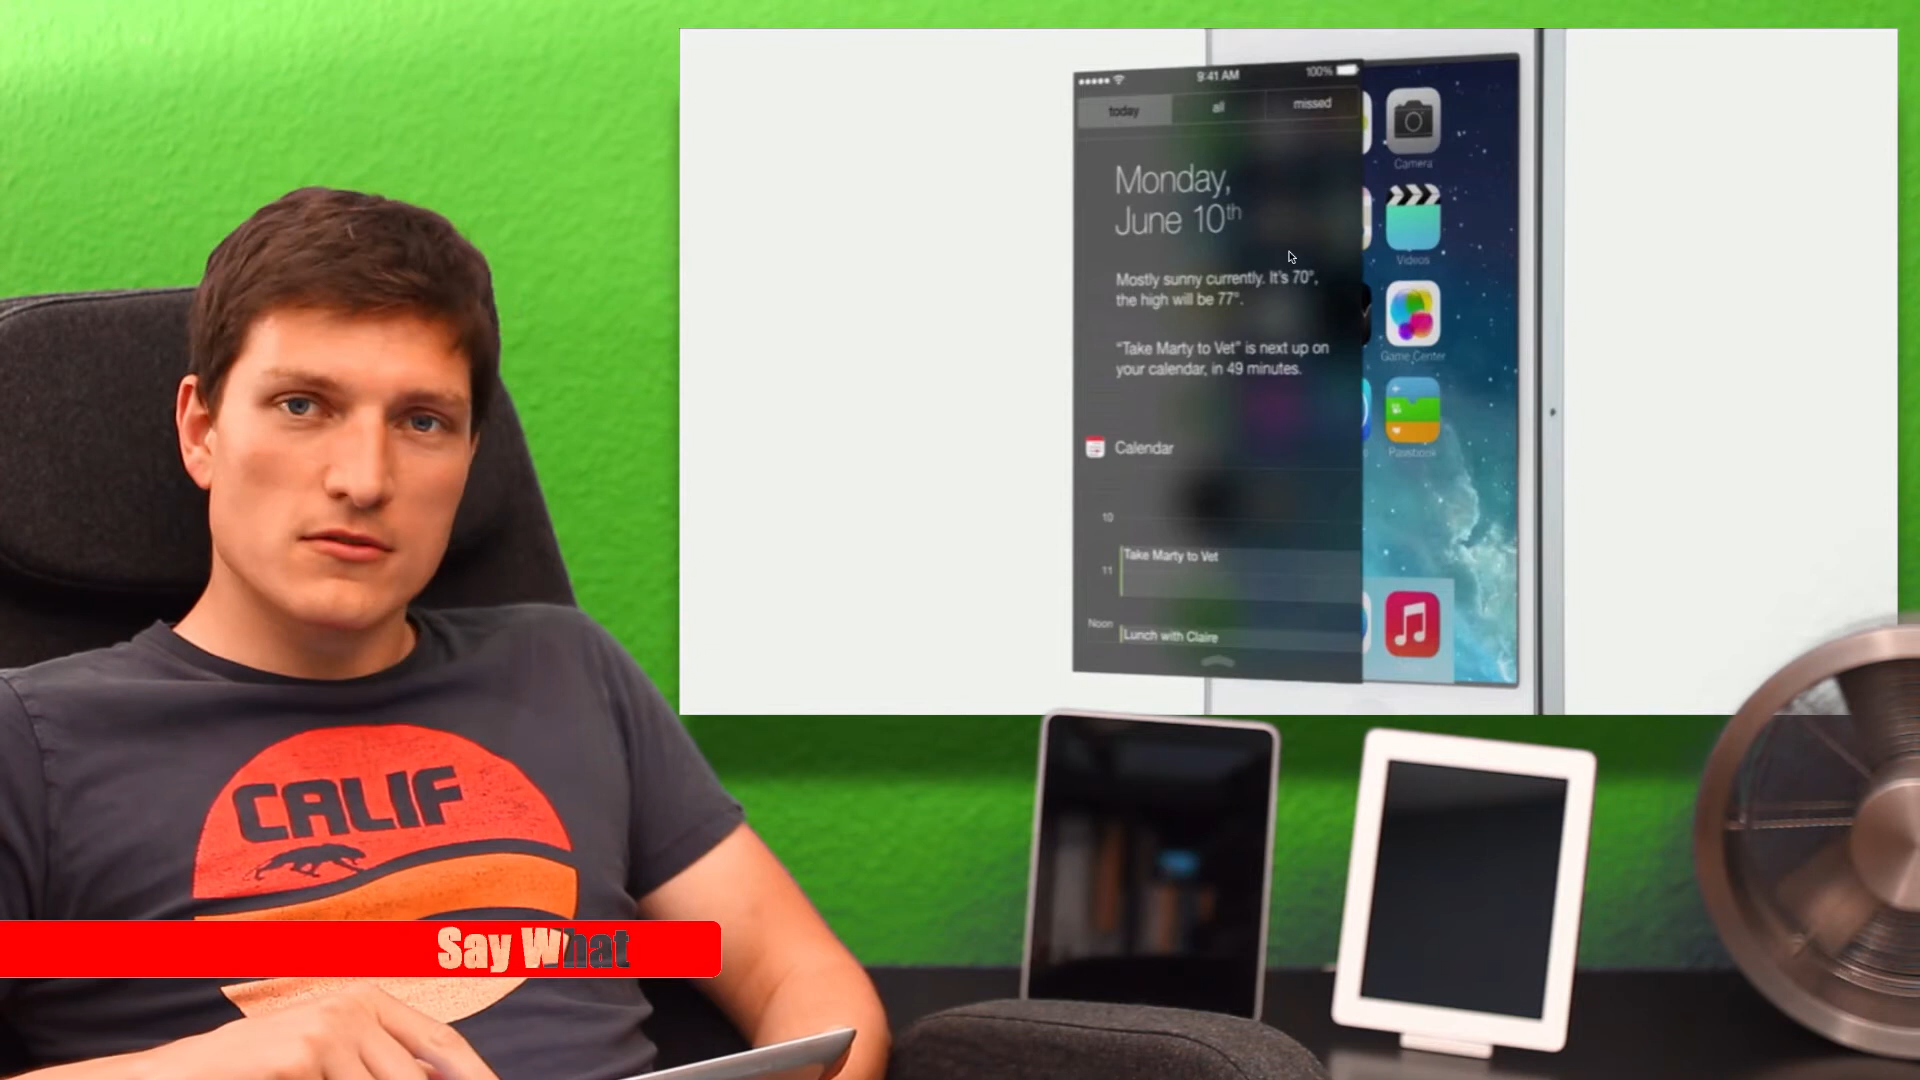 9:41 AM
100%
today
all
missed
Monday,
June 10th
Mostly sunny currently. It's 70°,
the high will be 77°.
"Take Marty to Vet" is next up on
your calendar, in 49 minutes.
Calendar
10
Take Marty to Vet
11
Noon
Lunch with Claire
Camera
Videos
Game Center
Passbook
CALIF
Say What